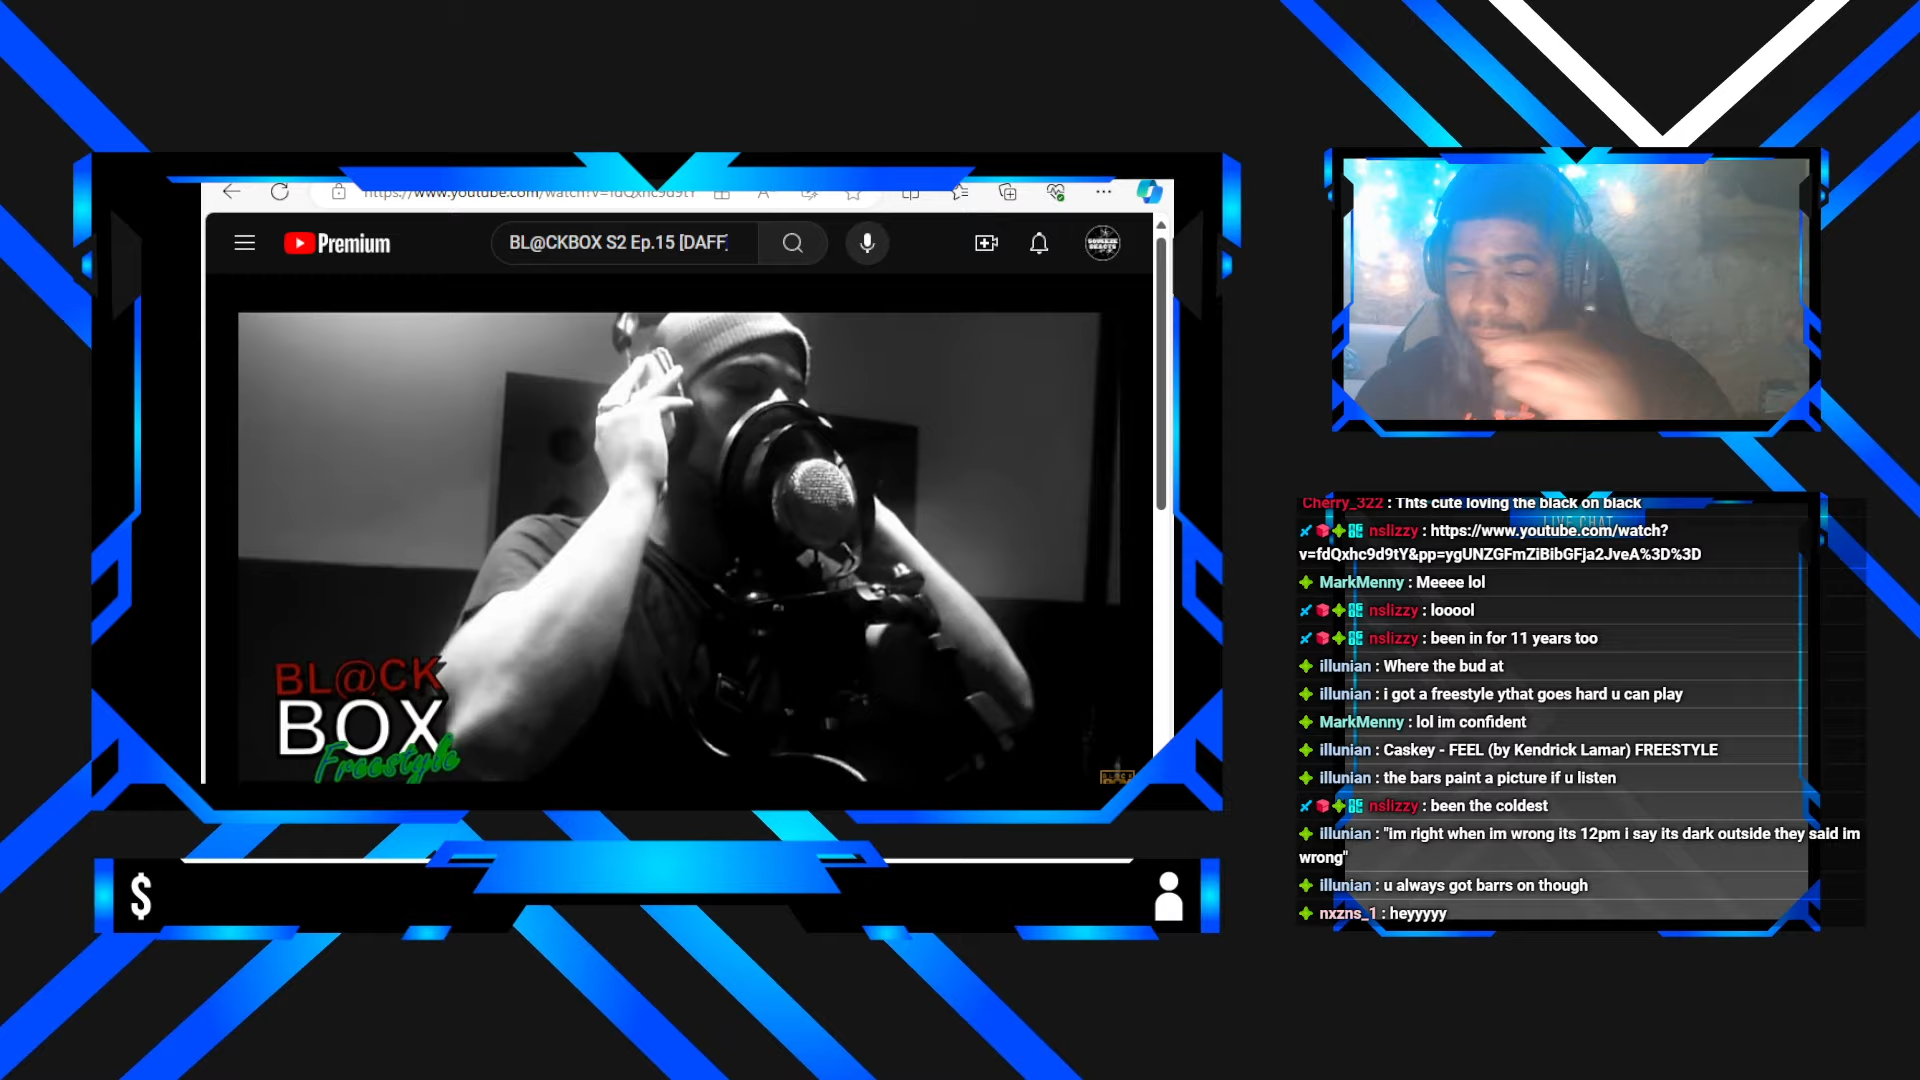 https://www.youtube.com/watch?v=fdQxhc9d9tY
Premium
BL@CKBOX S2 Ep.15 [DAFF
BL@CK
BOX
Freestyle
$
LIVE CHAT
Cherry_322 : Thts cute loving the black on black
nslizzy : https://www.youtube.com/watch?
v=fdQxhc9d9tY&pp=ygUNZGFmZiBibGFja2JveA%3D%3D
MarkMenny : Meeee lol
nslizzy : looool
nslizzy : been in for 11 years too
illunian : Where the bud at
illunian : i got a freestyle ythat goes hard u can play
MarkMenny : lol im confident
illunian : Caskey - FEEL (by Kendrick Lamar) FREESTYLE
illunian : the bars paint a picture if u listen
nslizzy : been the coldest
illunian : "im right when im wrong its 12pm i say its dark outside they said im
wrong"
illunian : u always got barrs on though
nxzns_1 : heyyyyy